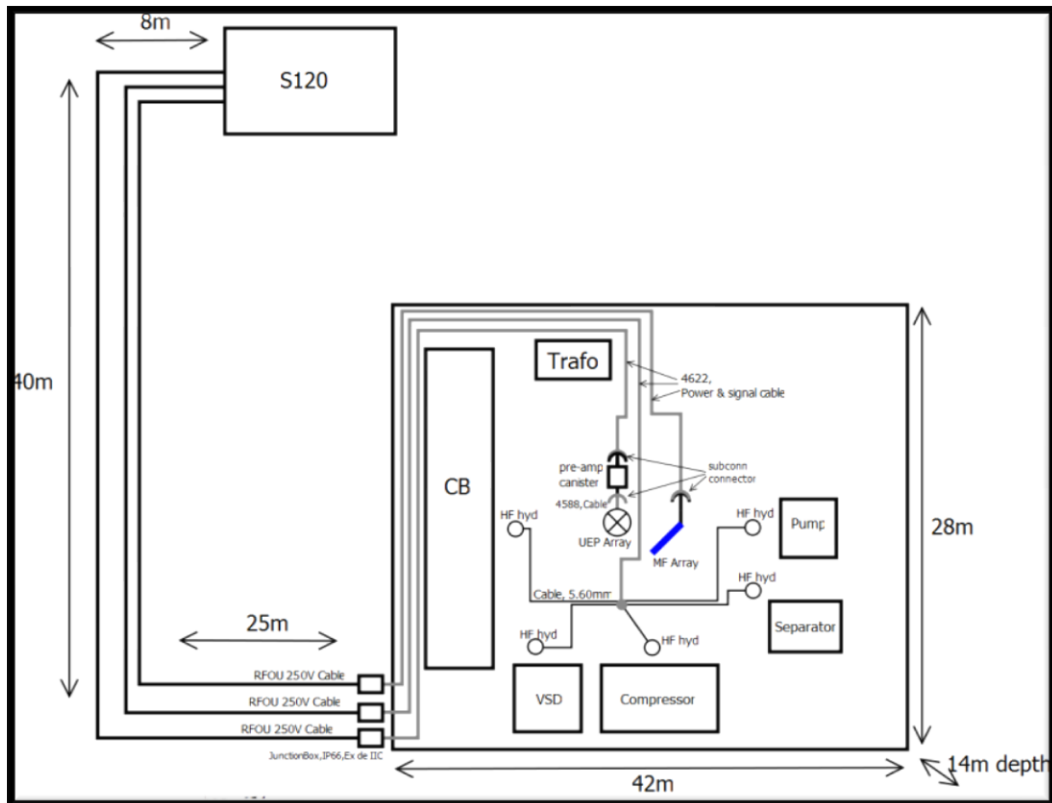 8m
S120
40m
Trafo
4622,
Power & signal cable
pre-amp
canister
subconn
connector
CB
4588,Cable
HF hyd
UEP Array
MF Array
HF hyd
Pump
28m
HF hyd
Cable, 5.60mm
25m
HF hyd
HF hyd
Separator
RFOU 250V Cable
RFOU 250V Cable
RFOU 250V Cable
VSD
Compressor
JunctionBox,IP66,Ex de IIC
42m
14m depth